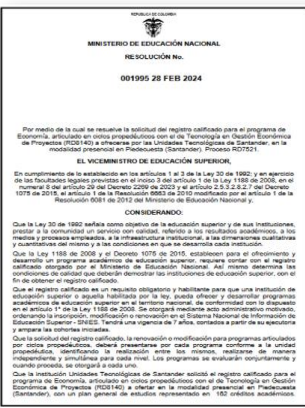 REPÚBLICA DE COLOMBIA
MINISTERIO DE EDUCACIÓN NACIONAL
RESOLUCIÓN No.
001995 28 FEB 2024
Por medio de la cual se resuelve la solicitud del registro calificado para el programa de
Economía, articulado en ciclos propedéuticos con el de Tecnología en Gestión Económica
de Proyectos (RD8140) a ofrecerse por las Unidades Tecnológicas de Santander, en la
modalidad presencial en Piedecuesta (Santander). Proceso RD7521.
EL VICEMINISTRO DE EDUCACIÓN SUPERIOR,
En cumplimiento de lo establecido en los artículos 1 al 3 de la Ley 30 de 1992; y en ejercicio
de las facultades legales previstas en el inciso 3 del artículo 1 de la Ley 1188 de 2008, en el
numeral 8 del artículo 29 del Decreto 2269 de 2023 y el artículo 2.5.3.2.8.2.7 del Decreto
1075 de 2015, el artículo 1 de la Resolución 6663 de 2010 modificado por el artículo 1 de la
Resolución 6081 de 2012 del Ministerio de Educación Nacional y,
CONSIDERANDO:
Que la Ley 30 de 1992 señala como objetivo de la educación superior y de sus instituciones,
prestar a la comunidad un servicio con calidad, referido a los resultados académicos, a los
medios y procesos empleados, a la infraestructura institucional, a las dimensiones cualitativas
y cuantitativas del mismo y a las condiciones en que se desarrolla cada institución.
Que la Ley 1188 de 2008 y el Decreto 1075 de 2015, establecen para el ofrecimiento y
desarrollo un programa académico de educación superior, requiere contar con el registro
calificado otorgado por el Ministerio de Educación Nacional. Así mismo determina las
condiciones de calidad que deberán demostrar las instituciones de educación superior, con el
fin de obtener el registro calificado.
Que el registro calificado es un requisito obligatorio y habilitante para que una institución de
educación superior o aquella habilitada por la ley, pueda ofrecer y desarrollar programas
académicos de educación superior en el territorio nacional, de conformidad con lo dispuesto
en el artículo 1° de la Ley 1188 de 2008. Se otorgará mediante acto administrativo motivado,
ordenando la inscripción, modificación o renovación en el Sistema Nacional de Información de
Educación Superior - SNIES. Tendrá una vigencia de 7 años, contados a partir de su ejecutoria
y ampara las cohortes iniciadas.
Que la solicitud del registro calificado, la renovación o modificación para programas articulados
por ciclos propedéuticos, deberá presentarse por cada programa conforme a la unidad
propedéutica, identificando la relación entre los mismos, realizarse de manera
independiente y simultánea para cada nivel. Los programas se evaluarán conjuntamente y
cuando proceda, se otorgará a cada uno.
Que la institución Unidades Tecnológicas de Santander solicitó el registro calificado para el
programa de Economía, articulado en ciclos propedéuticos con el de Tecnología en Gestión
Económica de Proyectos (RD8140) a ofertar en la modalidad presencial en Piedecuesta
(Santander), con un plan general de estudios representado en 162 créditos académicos.